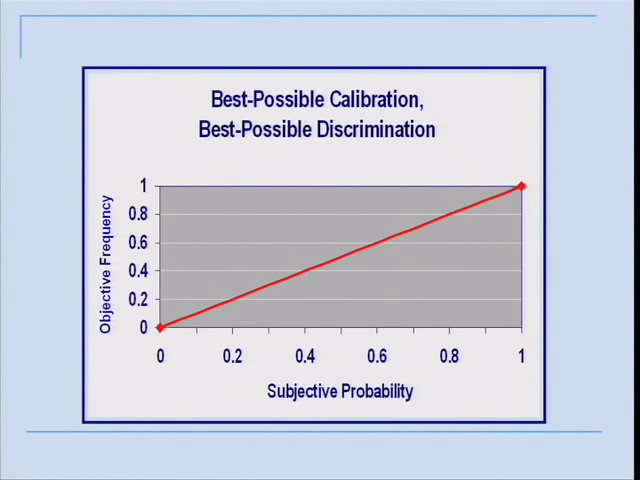 Best-Possible Calibration,
Best-Possible Discrimination
Objective Frequency
1
0.8
0.6
0.4
0.2
0
0 0.2 0.4 0.6 0.8 1
Subjective Probability